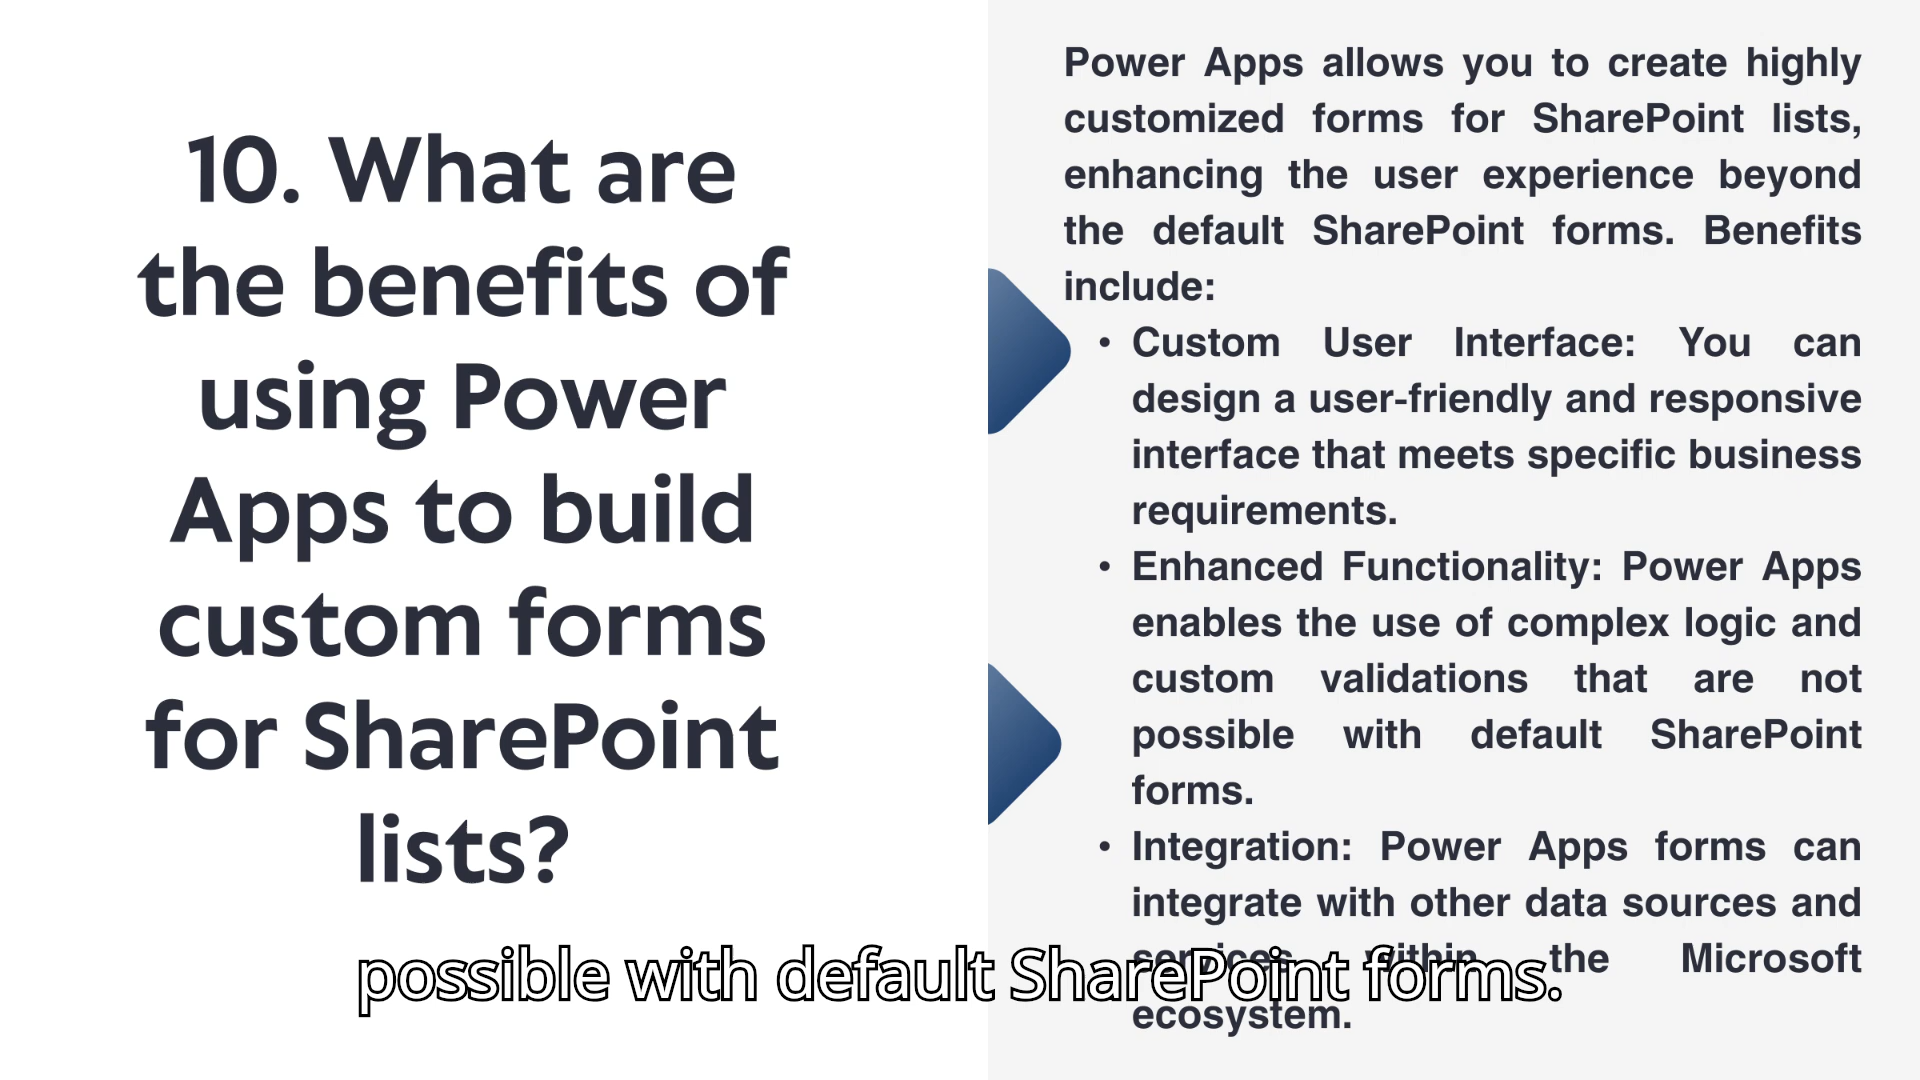 10. What are
the benefits of
using Power
Apps to build
custom forms
for SharePoint
lists?
Power Apps allows you to create highly
customized forms for SharePoint lists,
enhancing the user experience beyond
the default SharePoint forms. Benefits
include:
• Custom User Interface: You can
design a user-friendly and responsive
interface that meets specific business
requirements.
• Enhanced Functionality: Power Apps
enables the use of complex logic and
custom validations that are not
possible with default SharePoint
forms.
• Integration: Power Apps forms can
integrate with other data sources and
services within the Microsoft
ecosystem.
possible with default SharePoint forms.